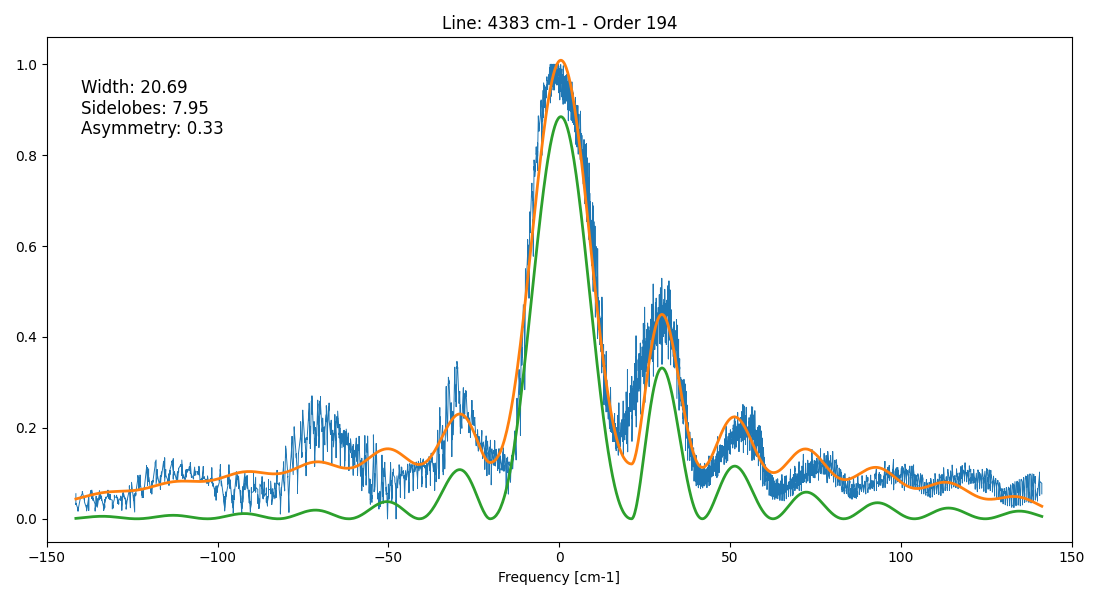 Line: 4383 cm-1 - Order 194
Width: 20.69
Sidelobes: 7.95
Asymmetry: 0.33
1.0
0.8
0.6
0.4
0.2
0.0
−150 −100 −50 0 50 100 150
Frequency [cm-1]